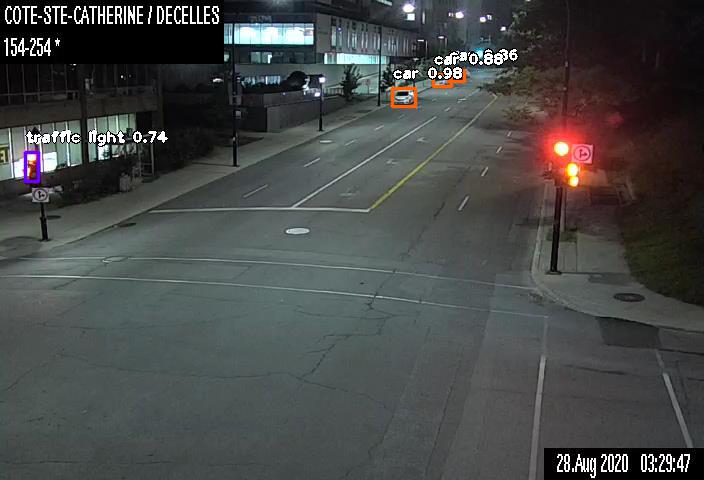 COTE-STE-CATHERINE / DECELLES
154-254 *
car 0.88
car 0.98
traffic light 0.74
28.Aug 2020 03:29:47